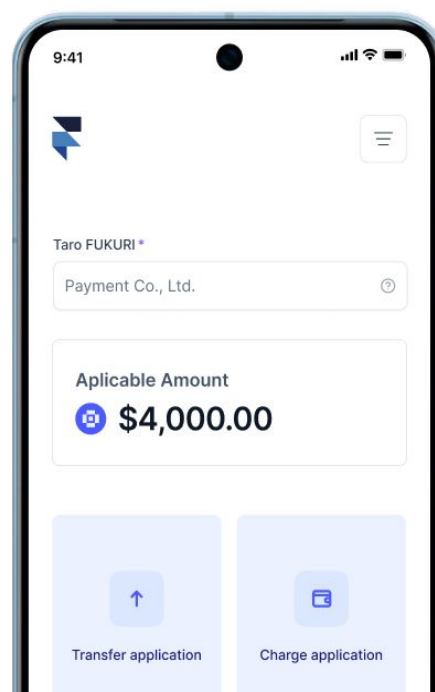 9:41
Taro FUKURI *
Payment Co., Ltd.
Aplicable Amount
$4,000.00
Transfer application
Charge application